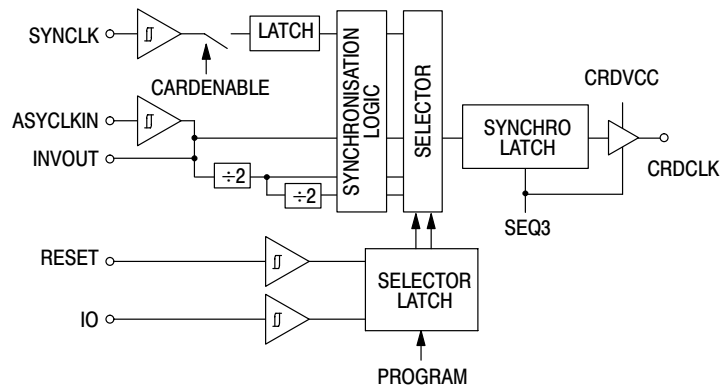 SYNCLK
LATCH
CARDENABLE
SYNCHRONISATION
LOGIC
SELECTOR
ASYCLKIN
INVOUT
÷2
÷2
SYNCHRO
LATCH
CRDVCC
CRDCLK
SEQ3
RESET
SELECTOR
LATCH
IO
PROGRAM